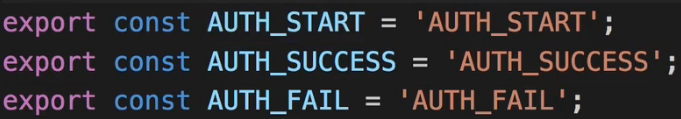 export const AUTH_START = 'AUTH_START';
export const AUTH_SUCCESS = 'AUTH_SUCCESS';
export const AUTH_FAIL = 'AUTH_FAIL';